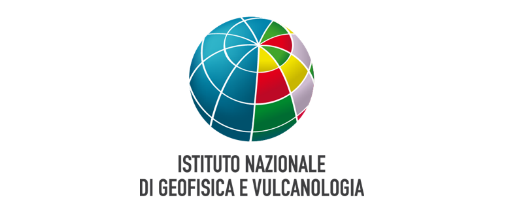 ISTITUTO NAZIONALE
DI GEOFISICA E VULCANOLOGIA